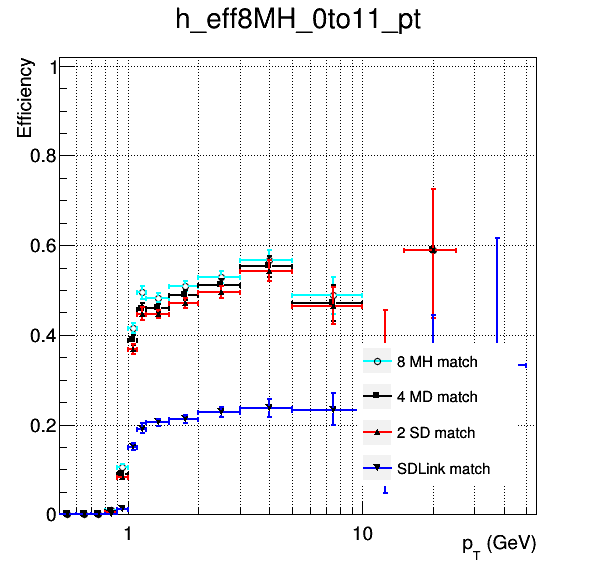 h_eff8MH_0to11_pt
Efficiency
1
0.8
0.6
0.4
0.2
0
8 MH match
4 MD match
2 SD match
SDLink match
1
10
p_T (GeV)